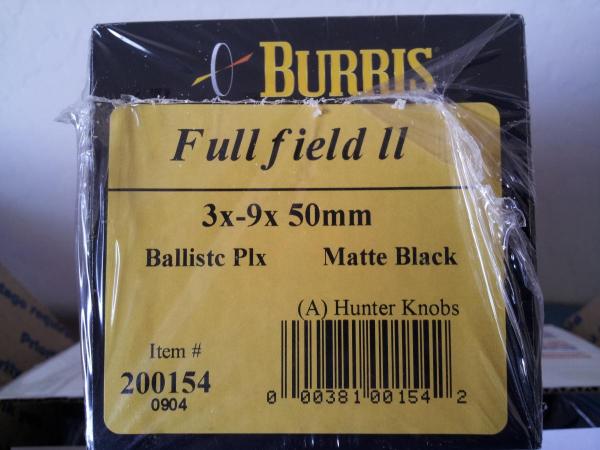 BURRIS
Full field ll
3x-9x 50mm
Ballistc Plx Matte Black
(A) Hunter Knobs
Item #
200154
0904
0 00381 00154 2